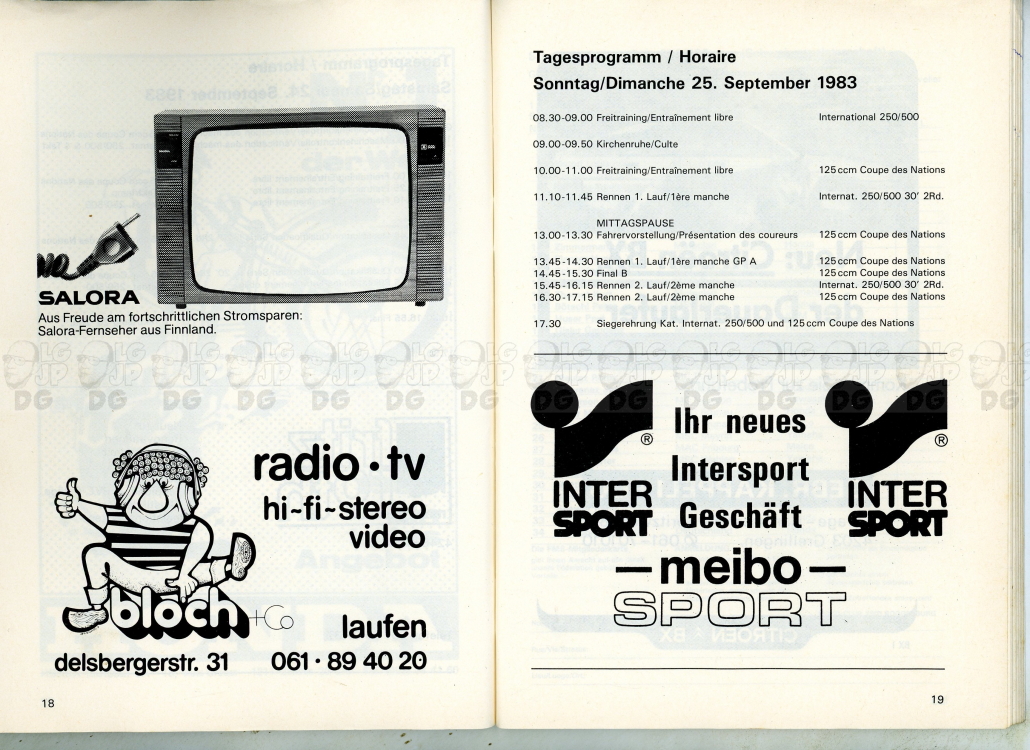 SALORA
Aus Freude am fortschrittlichen Stromsparen:
Salora-Fernseher aus Finnland.
radio · tv
hi~fi~stereo
video
bloch +Co
laufen
delsbergerstr. 31 061 · 89 40 20
18
Tagesprogramm / Horaire
Sonntag/Dimanche 25. September 1983
08.30-09.00 Freitraining/Entraînement libre International 250/500
09.00-09.50 Kirchenruhe/Culte
10.00-11.00 Freitraining/Entraînement libre 125 ccm Coupe des Nations
11.10-11.45 Rennen 1. Lauf/1ère manche Internat. 250/500 30' 2Rd.
MITTAGSPAUSE
13.00-13.30 Fahrervorstellung/Présentation des coureurs 125 ccm Coupe des Nations
13.45-14.30 Rennen 1. Lauf/1ère manche GP A 125 ccm Coupe des Nations
14.45-15.30 Final B 125 ccm Coupe des Nations
15.45-16.15 Rennen 2. Lauf/2ème manche Internat. 250/500 30' 2Rd.
16.30-17.15 Rennen 2. Lauf/2ème manche 125 ccm Coupe des Nations
17.30 Siegerehrung Kat. Internat. 250/500 und 125 ccm Coupe des Nations
INTER
SPORT
®
Ihr neues
Intersport
Geschäft
INTER
SPORT
®
— meibo —
SPORT
19
LG JP DG